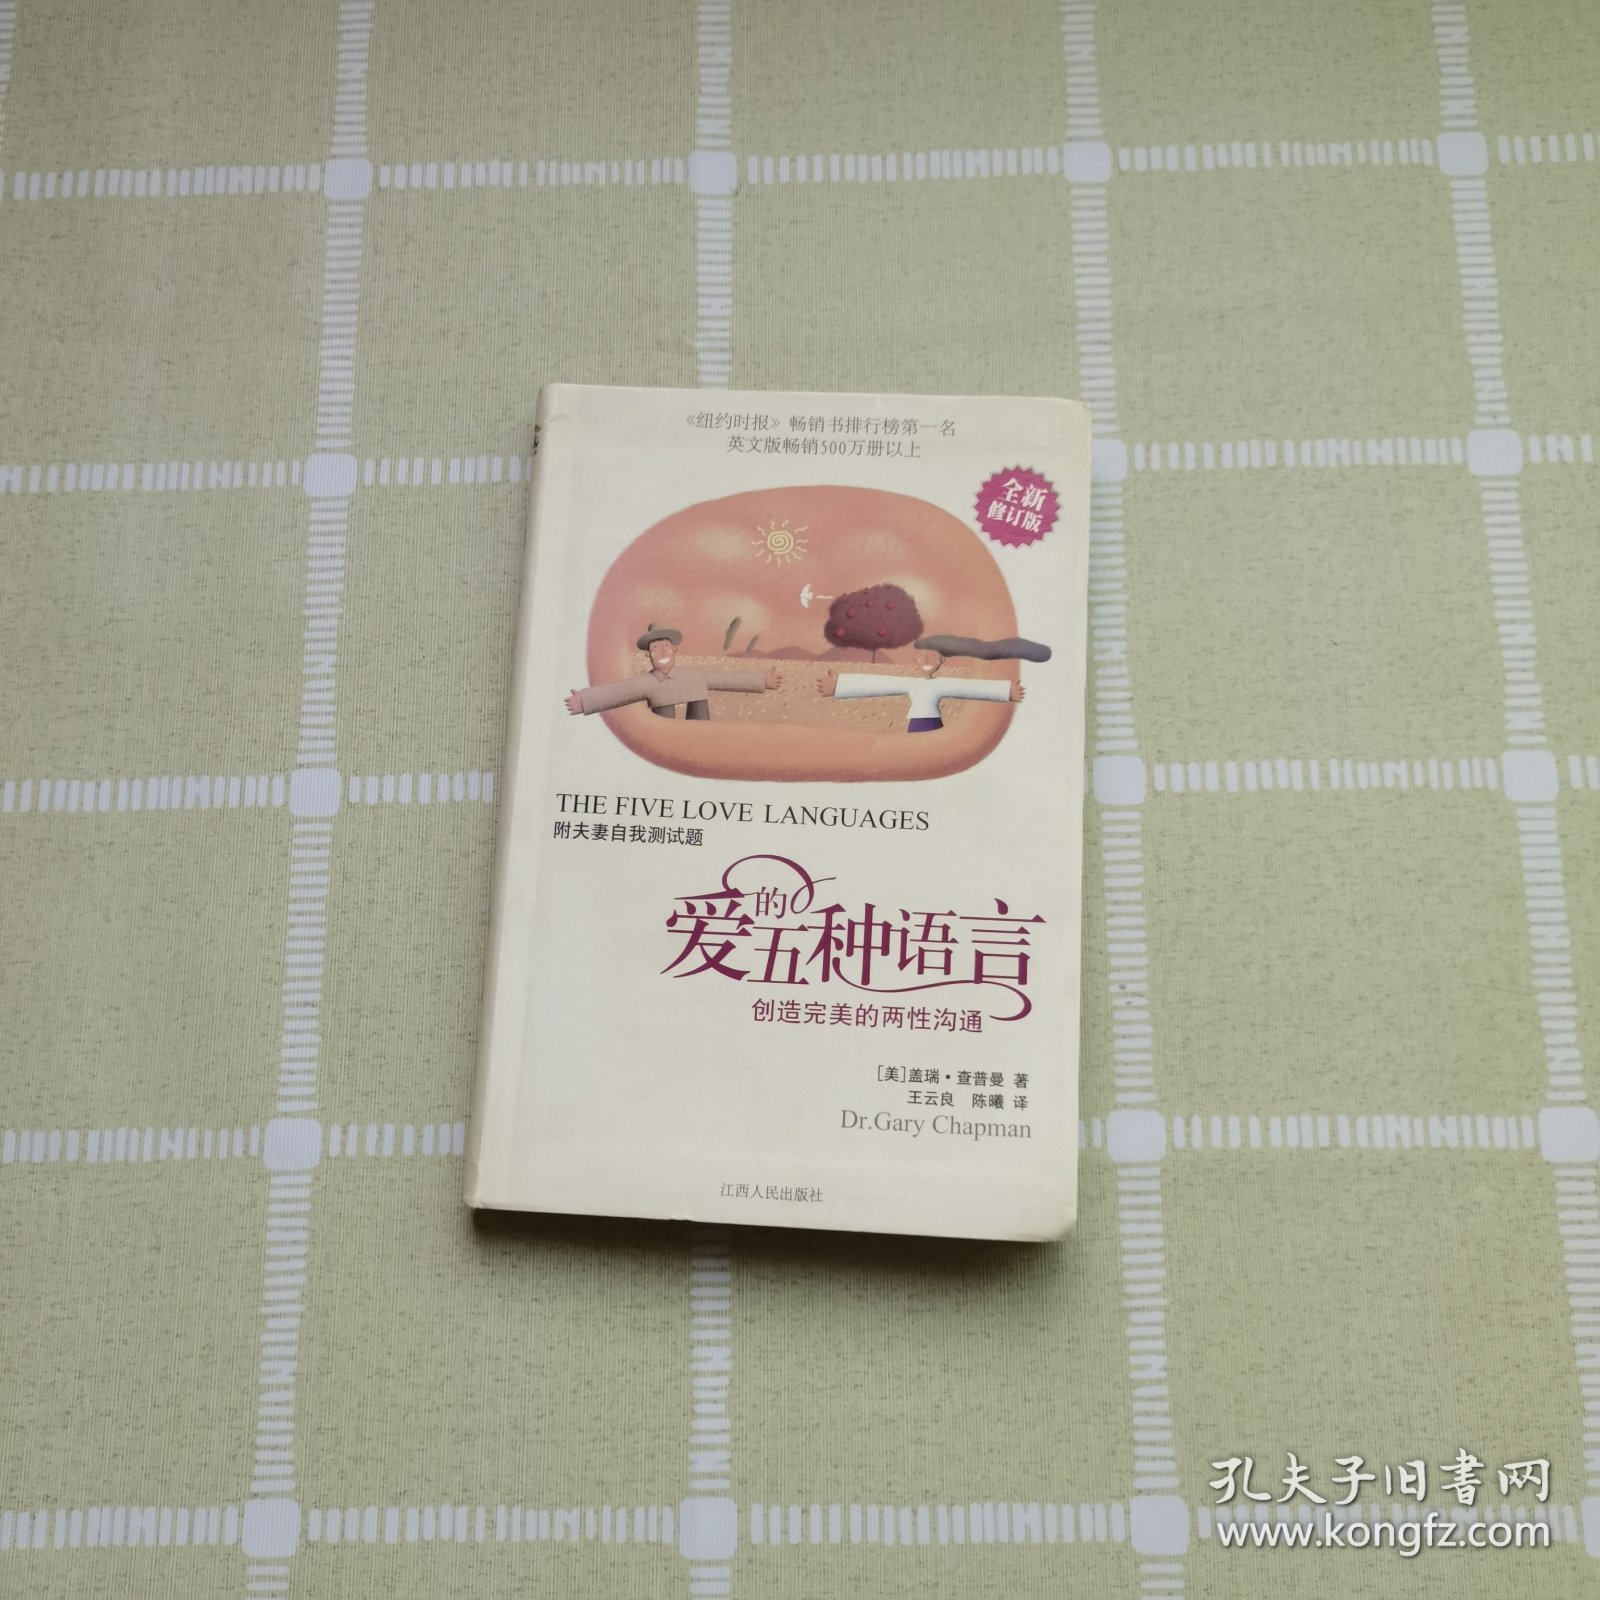 《纽约时报》畅销书排行榜第一名
英文版畅销500万册以上
全新
修订版
THE FIVE LOVE LANGUAGES
附夫妻自我测试题
爱的五种语言
创造完美的两性沟通
[美]盖瑞·查普曼 著
王云良 陈曦 译
Dr.Gary Chapman
江西人民出版社
孔夫子旧书网
www.kongfz.com